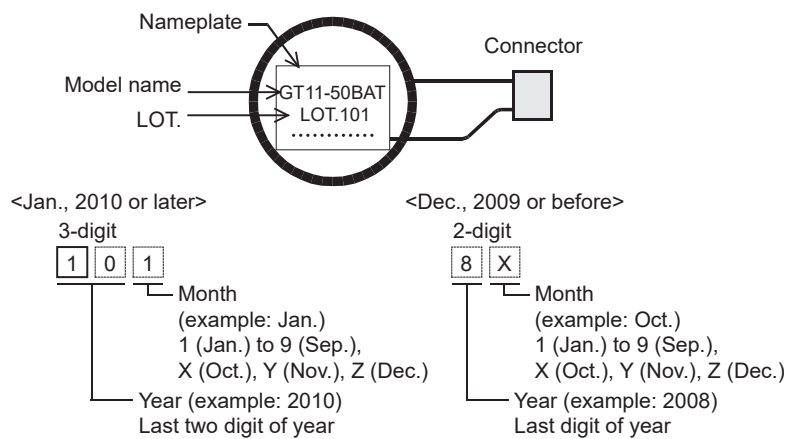 Nameplate
Connector
Model name
GT11-50BAT
LOT.
LOT.101
............
<Jan., 2010 or later>
<Dec., 2009 or before>
3-digit
2-digit
1 0 1
8 X
Month
(example: Jan.)
1 (Jan.) to 9 (Sep.),
X (Oct.), Y (Nov.), Z (Dec.)
Year (example: 2010)
Last two digit of year
Month
(example: Oct.)
1 (Jan.) to 9 (Sep.),
X (Oct.), Y (Nov.), Z (Dec.)
Year (example: 2008)
Last digit of year